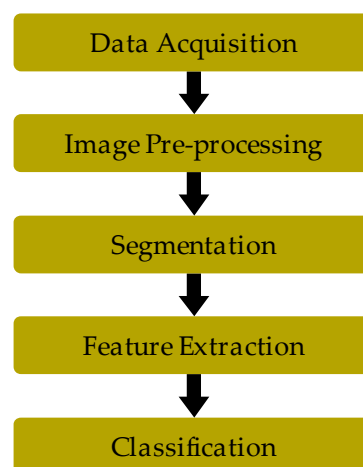 Data Acquisition
Image Pre-processing
Segmentation
Feature Extraction
Classification